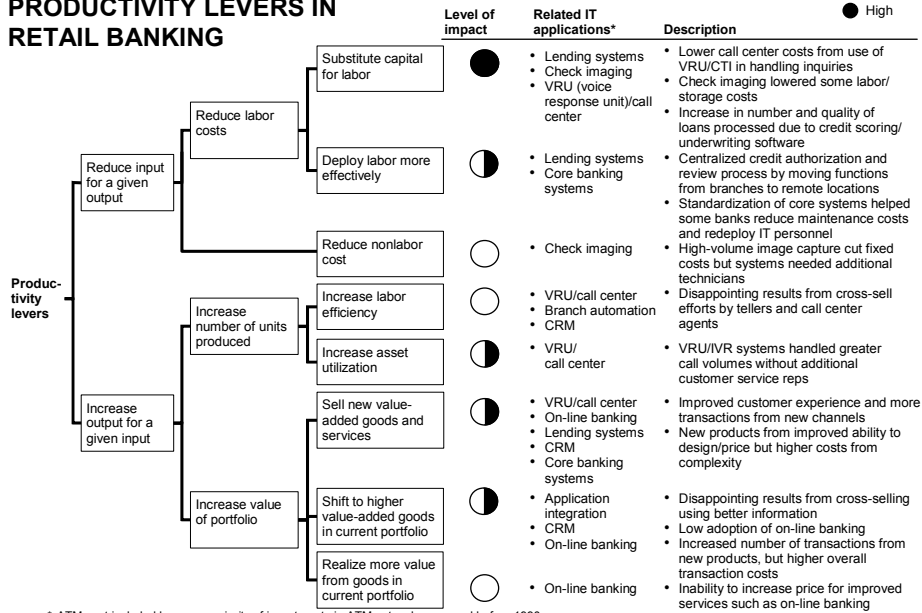 PRODUCTIVITY LEVERS IN
RETAIL BANKING
High
Level of
impact
Related IT
applications*
Description
Produc-
tivity
levers
Reduce input
for a given
output
Reduce labor
costs
Substitute capital
for labor
• Lending systems
• Check imaging
• VRU (voice
response unit)/call
center
• Lower call center costs from use of
VRU/CTI in handling inquiries
• Check imaging lowered some labor/
storage costs
• Increase in number and quality of
loans processed due to credit scoring/
underwriting software
Deploy labor more
effectively
• Lending systems
• Core banking
systems
• Centralized credit authorization and
review process by moving functions
from branches to remote locations
• Standardization of core systems helped
some banks reduce maintenance costs
and redeploy IT personnel
Reduce nonlabor
cost
• Check imaging
• High-volume image capture cut fixed
costs but systems needed additional
technicians
Increase
output for a
given input
Increase
number of units
produced
Increase labor
efficiency
• VRU/call center
• Branch automation
• CRM
• Disappointing results from cross-sell
efforts by tellers and call center
agents
Increase asset
utilization
• VRU/
call center
• VRU/IVR systems handled greater
call volumes without additional
customer service reps
Increase value
of portfolio
Sell new value-
added goods and
services
• VRU/call center
• On-line banking
• Lending systems
• CRM
• Core banking
systems
• Improved customer experience and more
transactions from new channels
• New products from improved ability to
design/price but higher costs from
complexity
Shift to higher
value-added goods
in current portfolio
• Application
integration
• CRM
• On-line banking
• Disappointing results from cross-selling
using better information
• Low adoption of on-line banking
• Increased number of transactions from
new products, but higher overall
transaction costs
Realize more value
from goods in
current portfolio
• On-line banking
• Inability to increase price for improved
services such as on-line banking